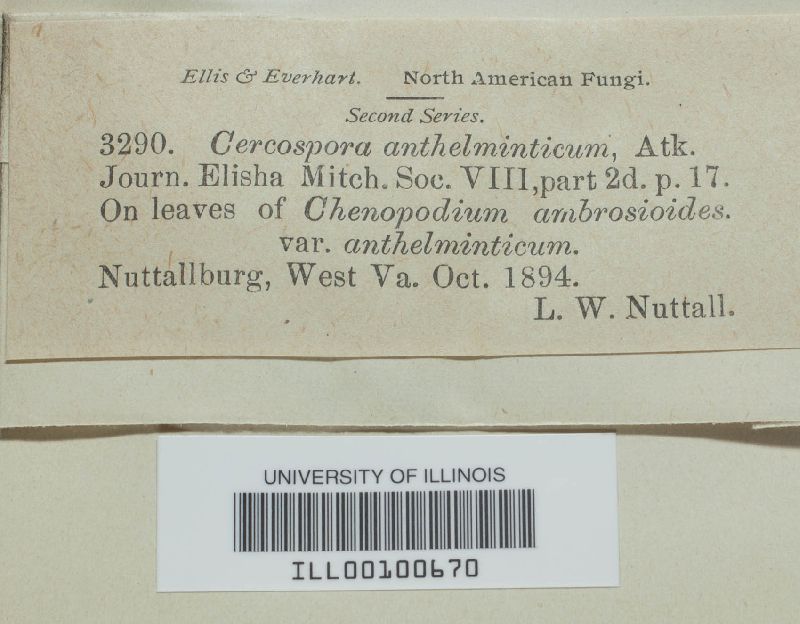 Ellis & Everhart. North American Fungi.
Second Series.
3290. Cercospora anthelminticum, Atk.
Journ. Elisha Mitch. Soc. VIII,part 2d. p. 17.
On leaves of Chenopodium ambrosioides.
var. anthelminticum.
Nuttallburg, West Va. Oct. 1894.
L. W. Nuttall.
UNIVERSITY OF ILLINOIS
ILL00100670